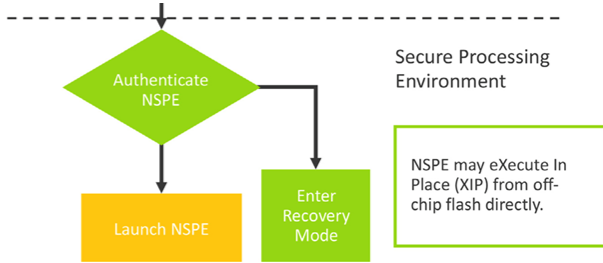 Secure Processing
Environment
Authenticate
NSPE
NSPE may eXecute In
Place (XIP) from off-
chip flash directly.
Launch NSPE
Enter
Recovery
Mode